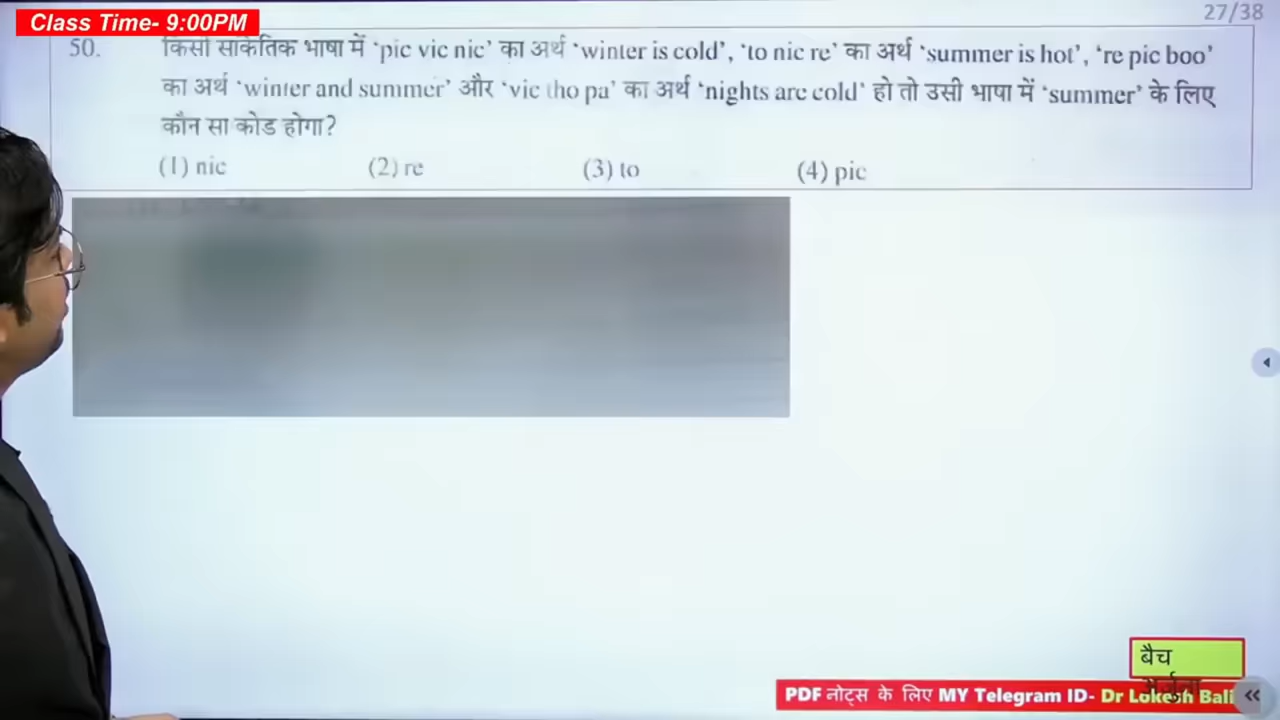 Class Time- 9:00PM
27/38
50. किसी सांकेतिक भाषा में ‘pic vic nic’ का अर्थ ‘winter is cold’, ‘to nic re’ का अर्थ ‘summer is hot’, ‘re pic boo’
का अर्थ ‘winter and summer’ और ‘vic tho pa’ का अर्थ ‘nights are cold’ हो तो उसी भाषा में ‘summer’ के लिए
कौन सा कोड होगा?
(1) nic (2) re (3) to (4) pic
बैच
PDF नोट्स के लिए MY Telegram ID- Dr Lokesh Bali